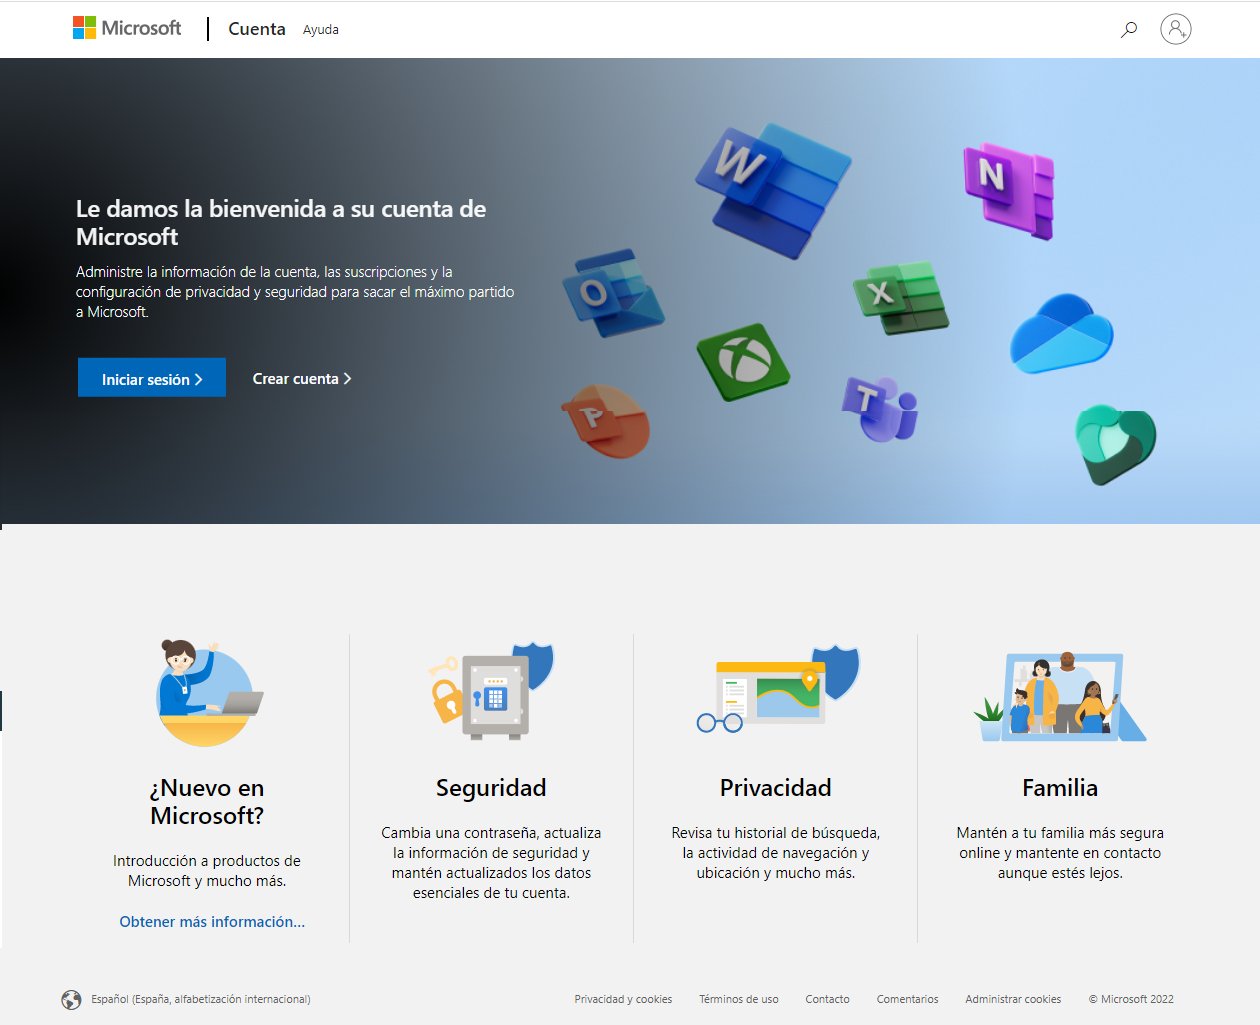 Microsoft
Cuenta
Ayuda
W
N
O
X
P
T
Le damos la bienvenida a su cuenta de
Microsoft
Administre la información de la cuenta, las suscripciones y la
configuración de privacidad y seguridad para sacar el máximo partido
a Microsoft.
Iniciar sesión
Crear cuenta
¿Nuevo en
Microsoft?
Introducción a productos de
Microsoft y mucho más.
Obtener más información...
Seguridad
Cambia una contraseña, actualiza
la información de seguridad y
mantén actualizados los datos
esenciales de tu cuenta.
Privacidad
Revisa tu historial de búsqueda,
la actividad de navegación y
ubicación y mucho más.
Familia
Mantén a tu familia más segura
online y mantente en contacto
aunque estés lejos.
Español (España, alfabetización internacional)
Privacidad y cookies
Términos de uso
Contacto
Comentarios
Administrar cookies
© Microsoft 2022